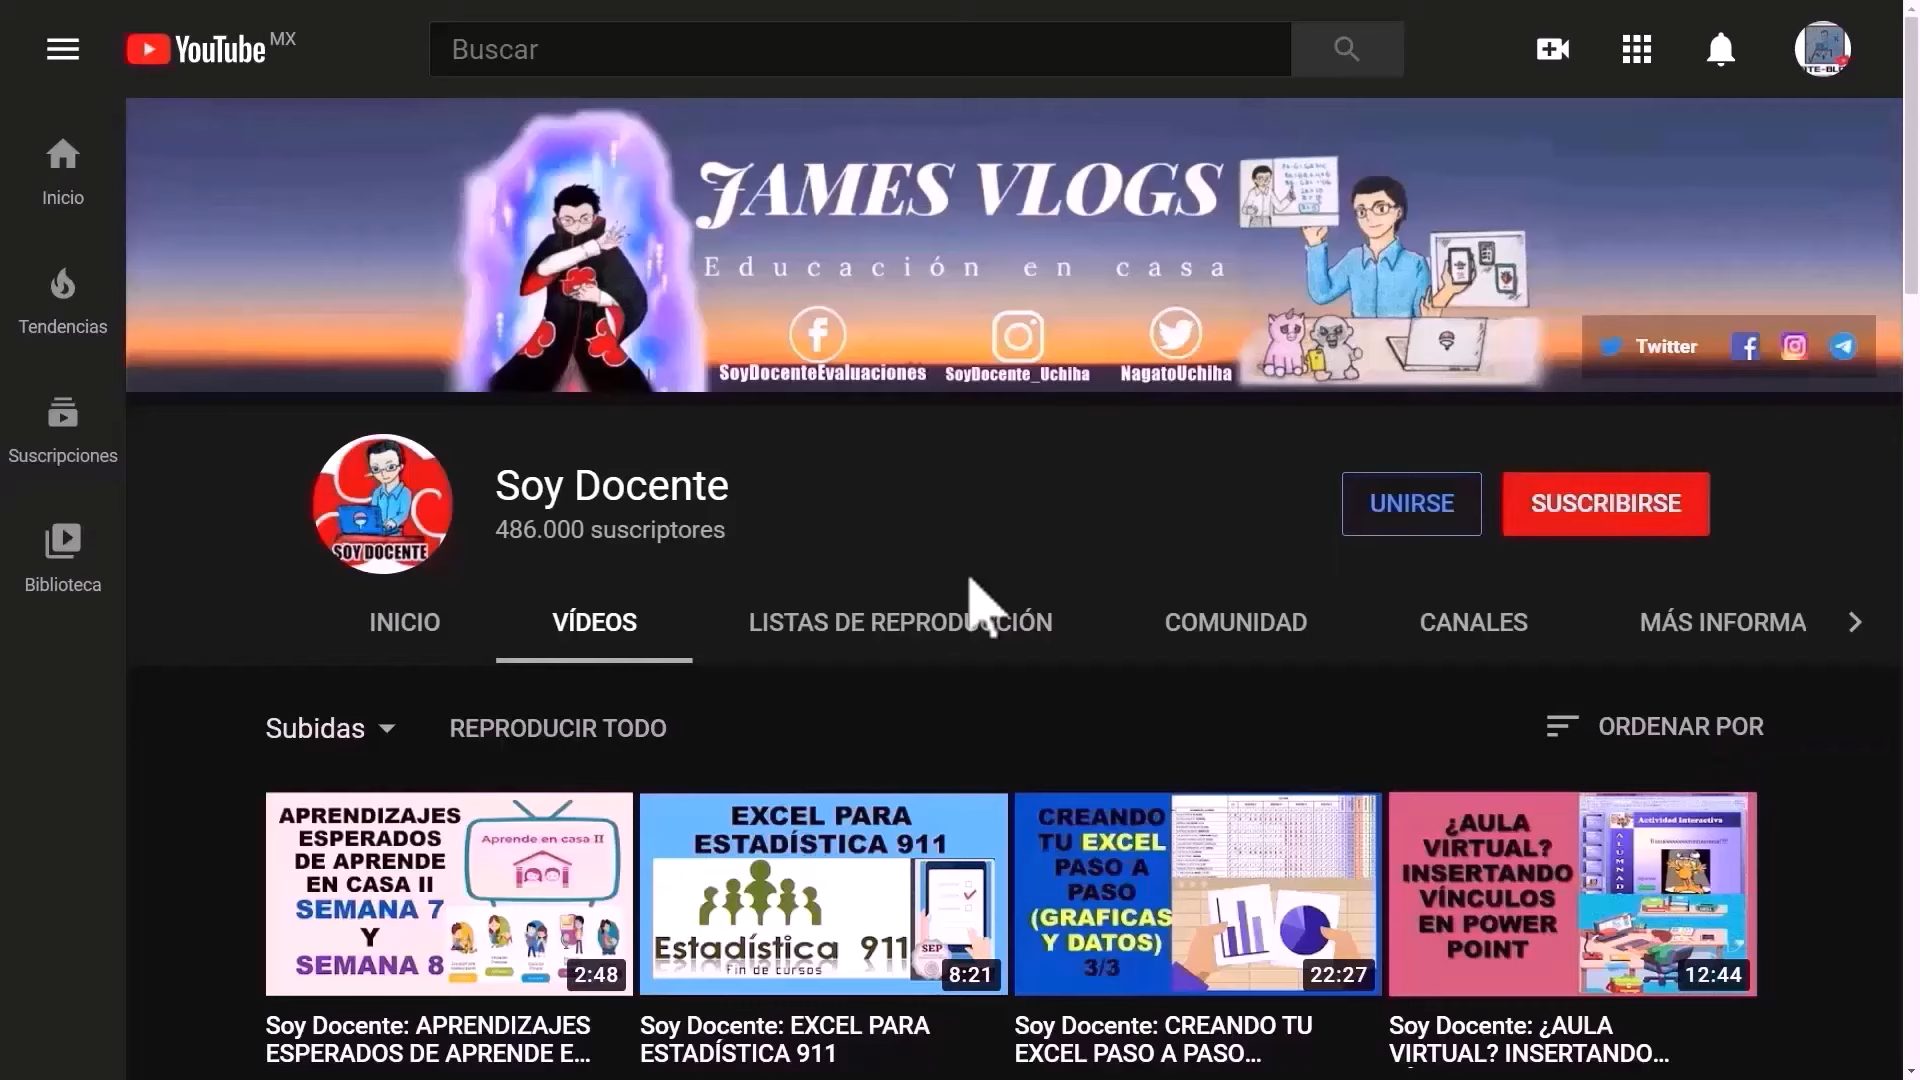 YouTube MX
Buscar
Inicio
Tendencias
Suscripciones
Biblioteca
JAMES VLOGS
Educación en casa
SoyDocenteEvaluaciones
SoyDocente_Uchiha
NagatoUchiha
Twitter
SOY DOCENTE
Soy Docente
486.000 suscriptores
UNIRSE
SUSCRIBIRSE
INICIO
VÍDEOS
LISTAS DE REPRODUCCIÓN
COMUNIDAD
CANALES
MÁS INFORMA
Subidas
REPRODUCIR TODO
ORDENAR POR
APRENDIZAJES
ESPERADOS
DE APRENDE
EN CASA II
SEMANA 7
Y
SEMANA 8
Aprende en casa II
2:48
EXCEL PARA
ESTADÍSTICA 911
Estadística 911
Fin de cursos
SEP
8:21
CREANDO
TU EXCEL
PASO A
PASO
(GRAFICAS
Y DATOS)
3/3
22:27
¿AULA
VIRTUAL?
INSERTANDO
VÍNCULOS
EN POWER
POINT
Actividad Interactiva
12:44
Soy Docente: APRENDIZAJES
ESPERADOS DE APRENDE E...
Soy Docente: EXCEL PARA
ESTADÍSTICA 911
Soy Docente: CREANDO TU
EXCEL PASO A PASO...
Soy Docente: ¿AULA
VIRTUAL? INSERTANDO...